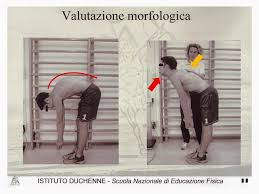 Valutazione morfologica
ISTITUTO DUCHENNE - Scuola Nazionale di Educazione Fisica